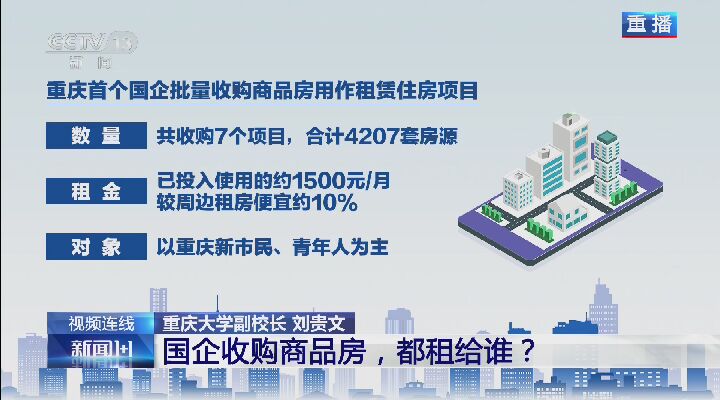 CCTV 13
新闻
重播
重庆首个国企批量收购商品房用作租赁住房项目
数量
共收购7个项目，合计4207套房源
租金
已投入使用的约1500元/月
较周边租房便宜约10%
对象
以重庆新市民、青年人为主
视频连线
重庆大学副校长 刘贵文
新闻1+1
国企收购商品房，都租给谁？